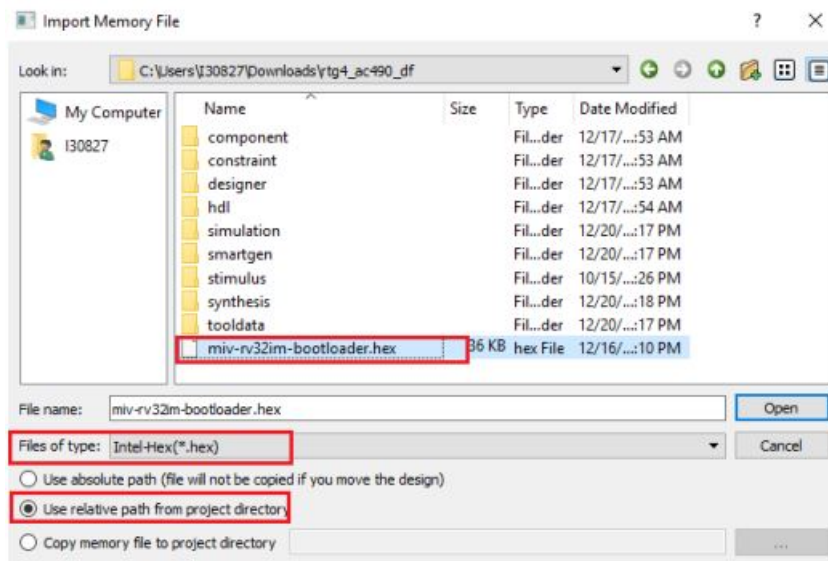 Import Memory File ? X
Look in: C:\Users\I30827\Downloads\rtg4_ac490_df
My Computer
I30827
Name Size Type Date Modified
component Fil...der 12/17/...:53 AM
constraint Fil...der 12/17/...:53 AM
designer Fil...der 12/17/...:53 AM
hdl Fil...der 12/17/...:54 AM
simulation Fil...der 12/20/...:17 PM
smartgen Fil...der 12/20/...:17 PM
stimulus Fil...der 10/15/...:26 PM
synthesis Fil...der 12/20/...:18 PM
tooldata Fil...der 12/20/...:17 PM
miv-rv32im-bootloader.hex 36 KB hex File 12/16/...:10 PM
File name: miv-rv32im-bootloader.hex Open
Files of type: Intel-Hex(*.hex) Cancel
Use absolute path (file will not be copied if you move the design)
Use relative path from project directory
Copy memory file to project directory ...